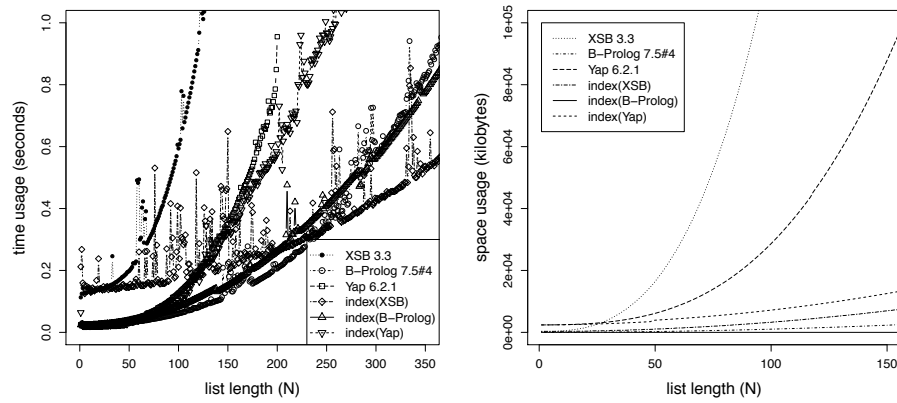 time usage (seconds)
0.0
0.2
0.4
0.6
0.8
1.0
0
50
100
150
200
250
300
350
list length (N)
XSB 3.3
B−Prolog 7.5#4
Yap 6.2.1
index(XSB)
index(B−Prolog)
index(Yap)
space usage (kilobytes)
0e+00
2e+04
4e+04
6e+04
8e+04
1e+05
0
50
100
150
list length (N)
XSB 3.3
B−Prolog 7.5#4
Yap 6.2.1
index(XSB)
index(B−Prolog)
index(Yap)